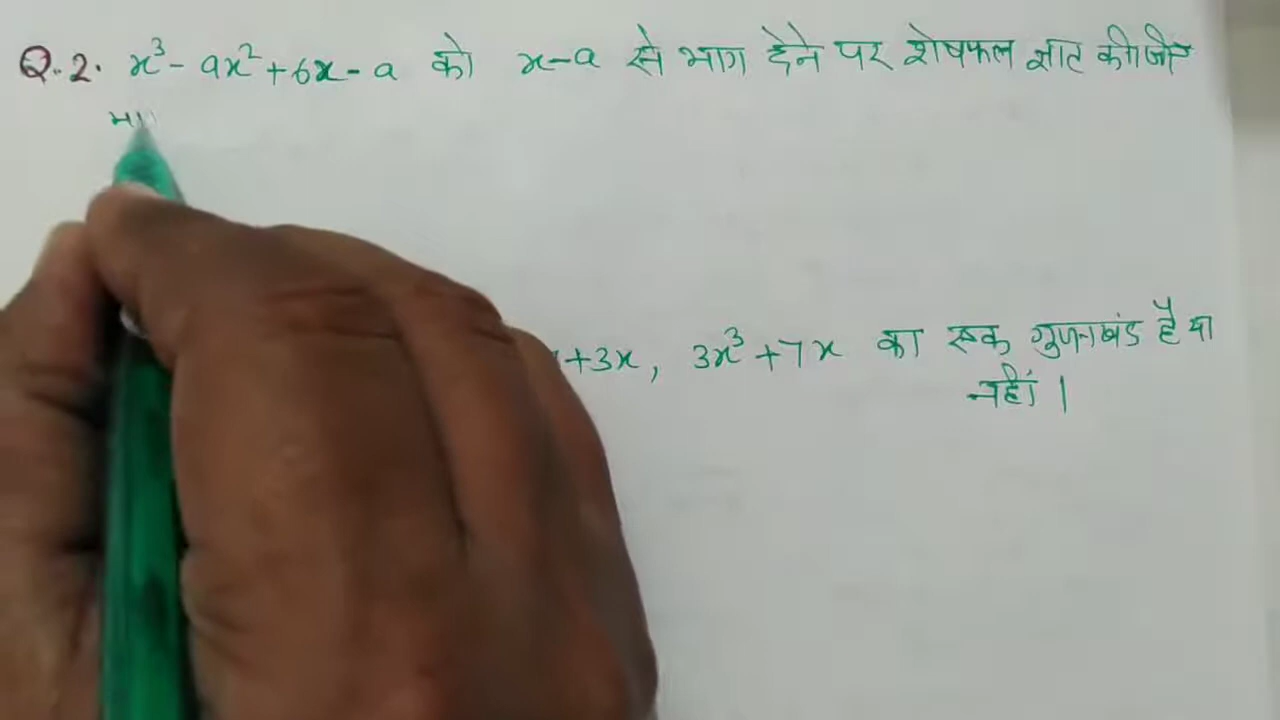 Q.2. x³ - ax² + 6x - a को x-a से भाग देने पर शेषफल ज्ञात कीजिए
+3x, 3x³ + 7x का एक गुणनखंड है या
नहीं ।